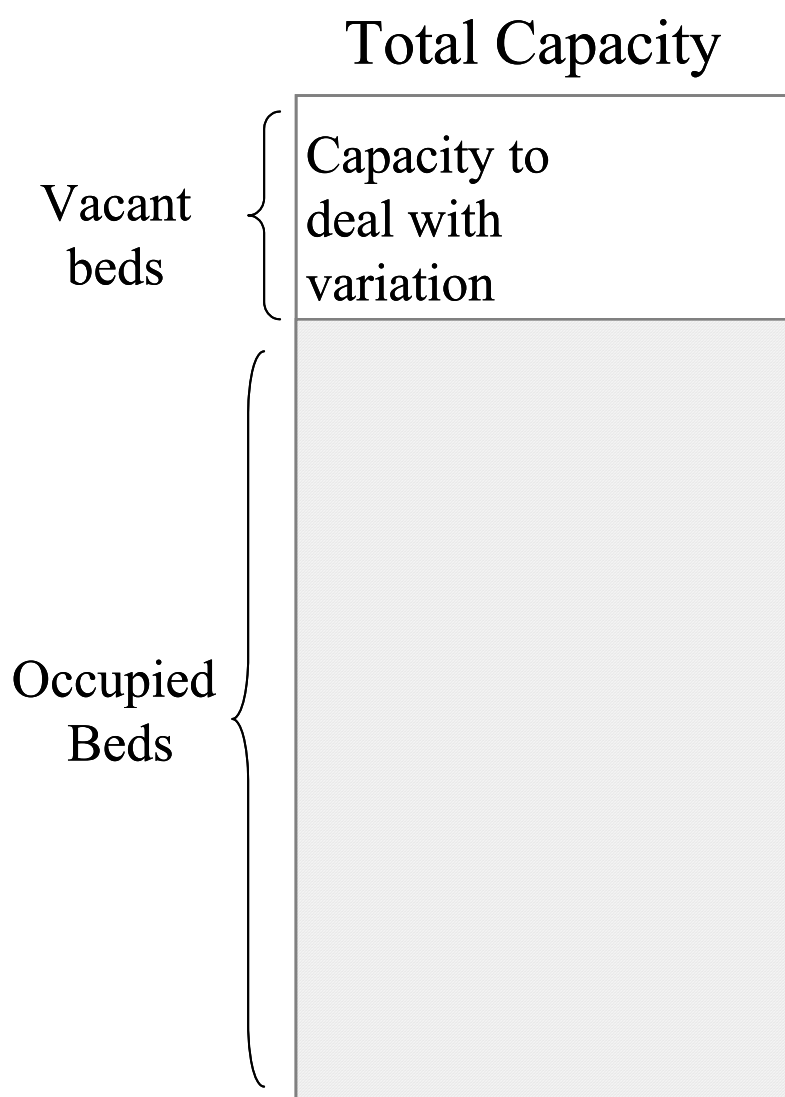 Total Capacity
Vacant
beds
Capacity to
deal with
variation
Occupied
Beds